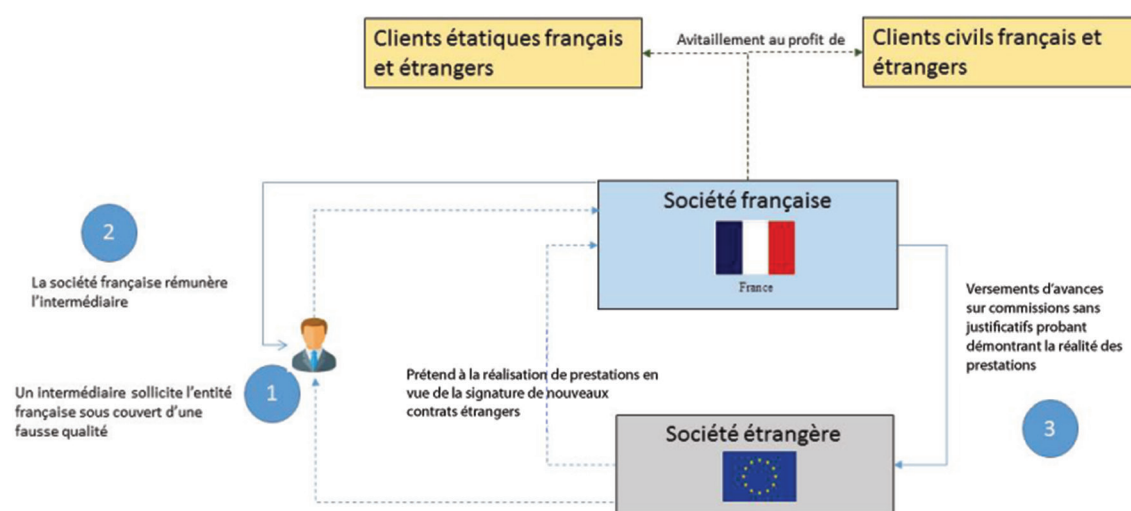 Clients étatiques français
et étrangers
Avitaillement au profit de
Clients civils français et
étrangers
Société française
France
2
La société française rémunère
l'intermédiaire
Versements d'avances
sur commissions sans
justificatifs probant
démontrant la réalité des
prestations
1
Un intermédiaire sollicite l'entité
française sous couvert d'une
fausse qualité
Prétend à la réalisation de prestations en
vue de la signature de nouveaux
contrats étrangers
3
Société étrangère